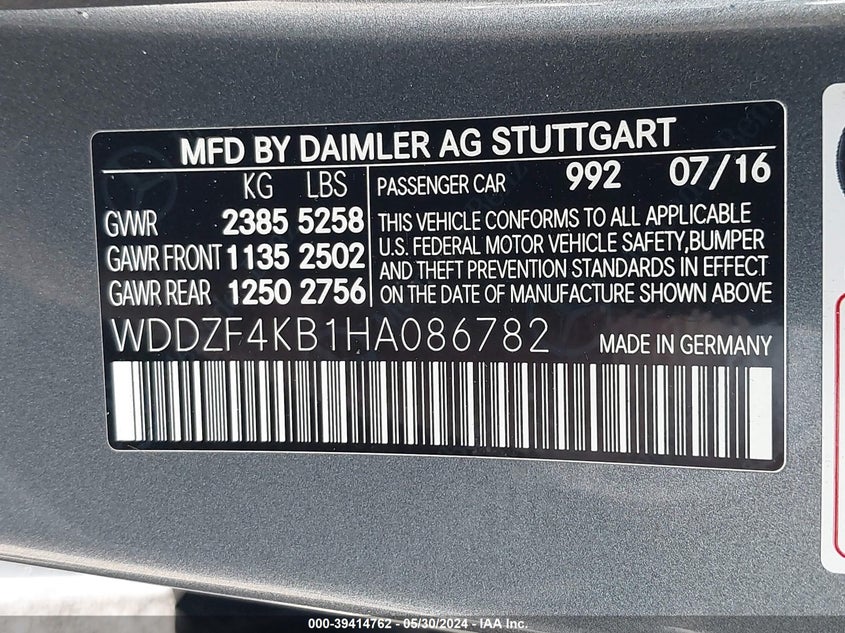 MFD BY DAIMLER AG STUTTGART
KG LBS
GVWR 2385 5258
GAWR FRONT 1135 2502
GAWR REAR 1250 2756
PASSENGER CAR 992 07/16
THIS VEHICLE CONFORMS TO ALL APPLICABLE
U.S. FEDERAL MOTOR VEHICLE SAFETY,BUMPER
AND THEFT PREVENTION STANDARDS IN EFFECT
ON THE DATE OF MANUFACTURE SHOWN ABOVE
WDDZF4KB1HA086782 MADE IN GERMANY
000-39414762 - 05/30/2024 - IAA Inc.